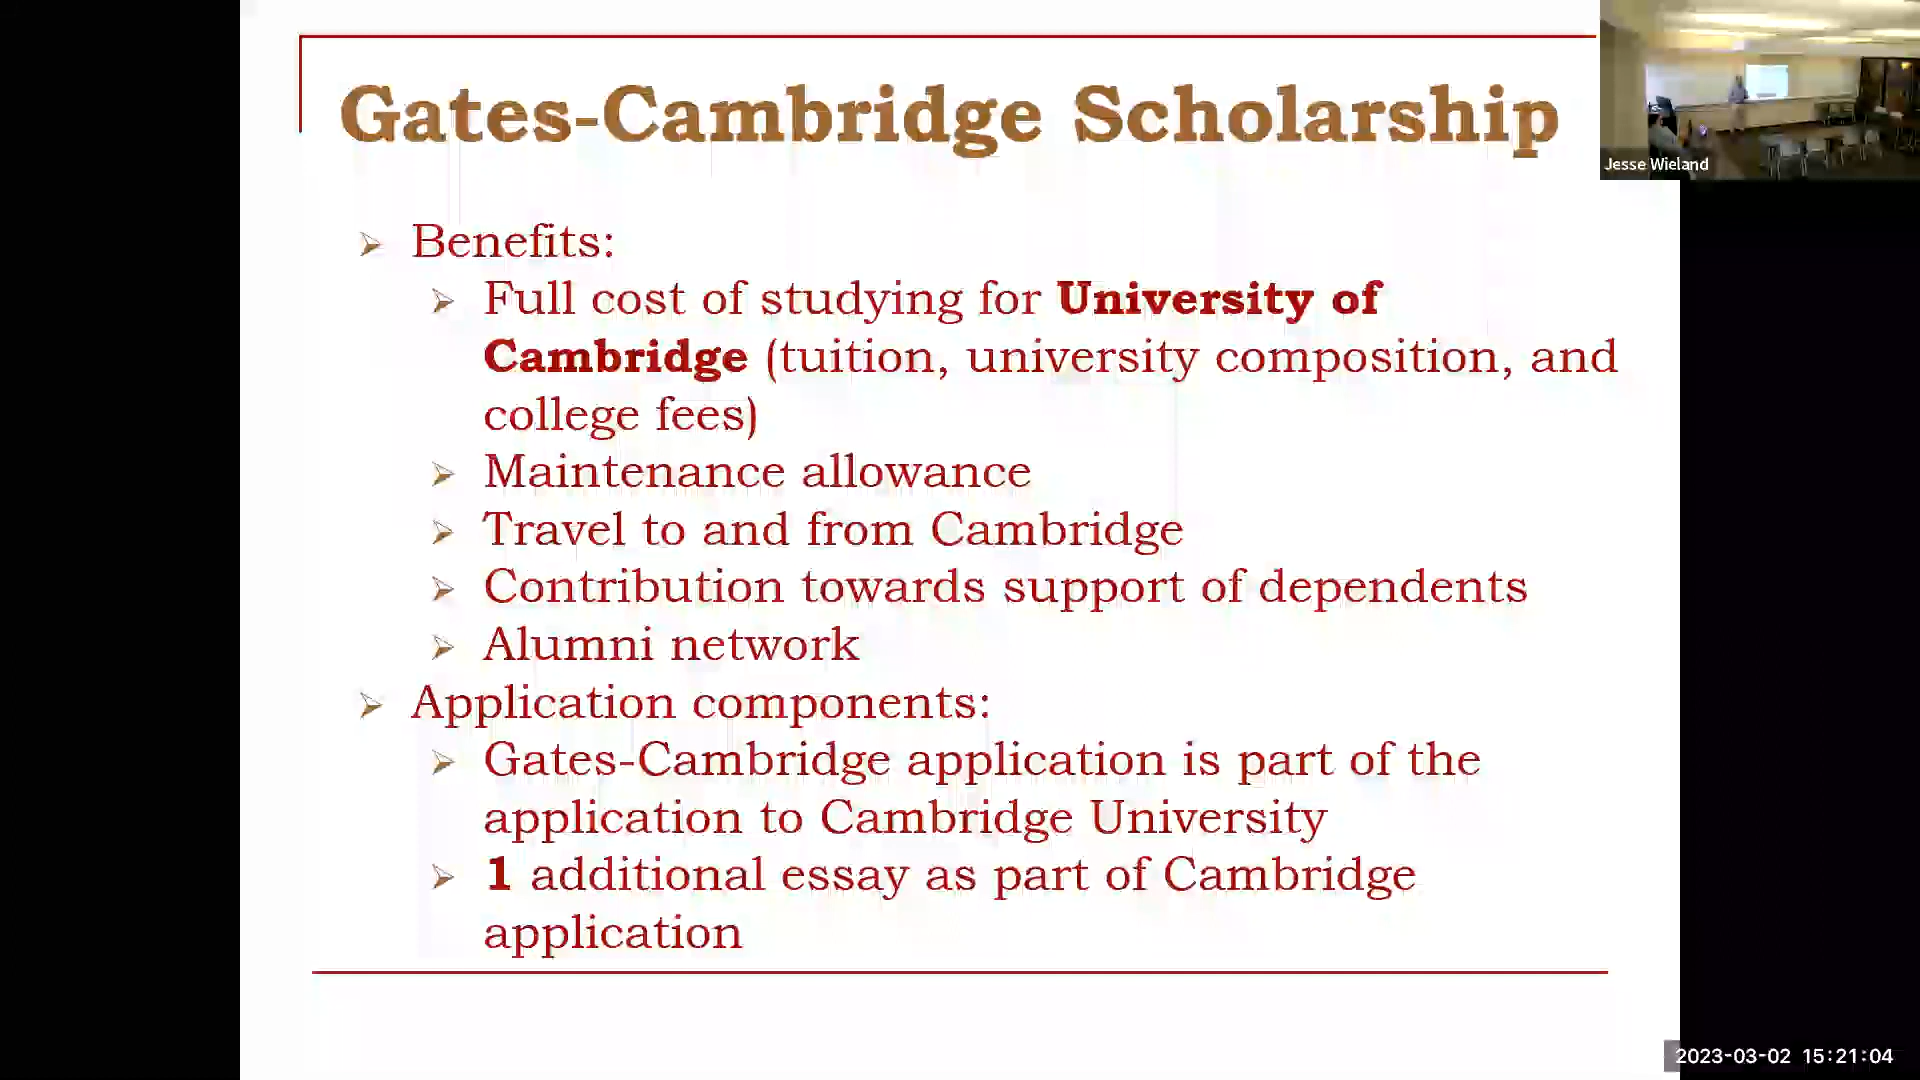 Gates-Cambridge Scholarship
Jesse Wieland
➢ Benefits:
➢ Full cost of studying for University of
Cambridge (tuition, university composition, and
college fees)
➢ Maintenance allowance
➢ Travel to and from Cambridge
➢ Contribution towards support of dependents
➢ Alumni network
➢ Application components:
➢ Gates-Cambridge application is part of the
application to Cambridge University
➢ 1 additional essay as part of Cambridge
application
2023-03-02 15:21:04